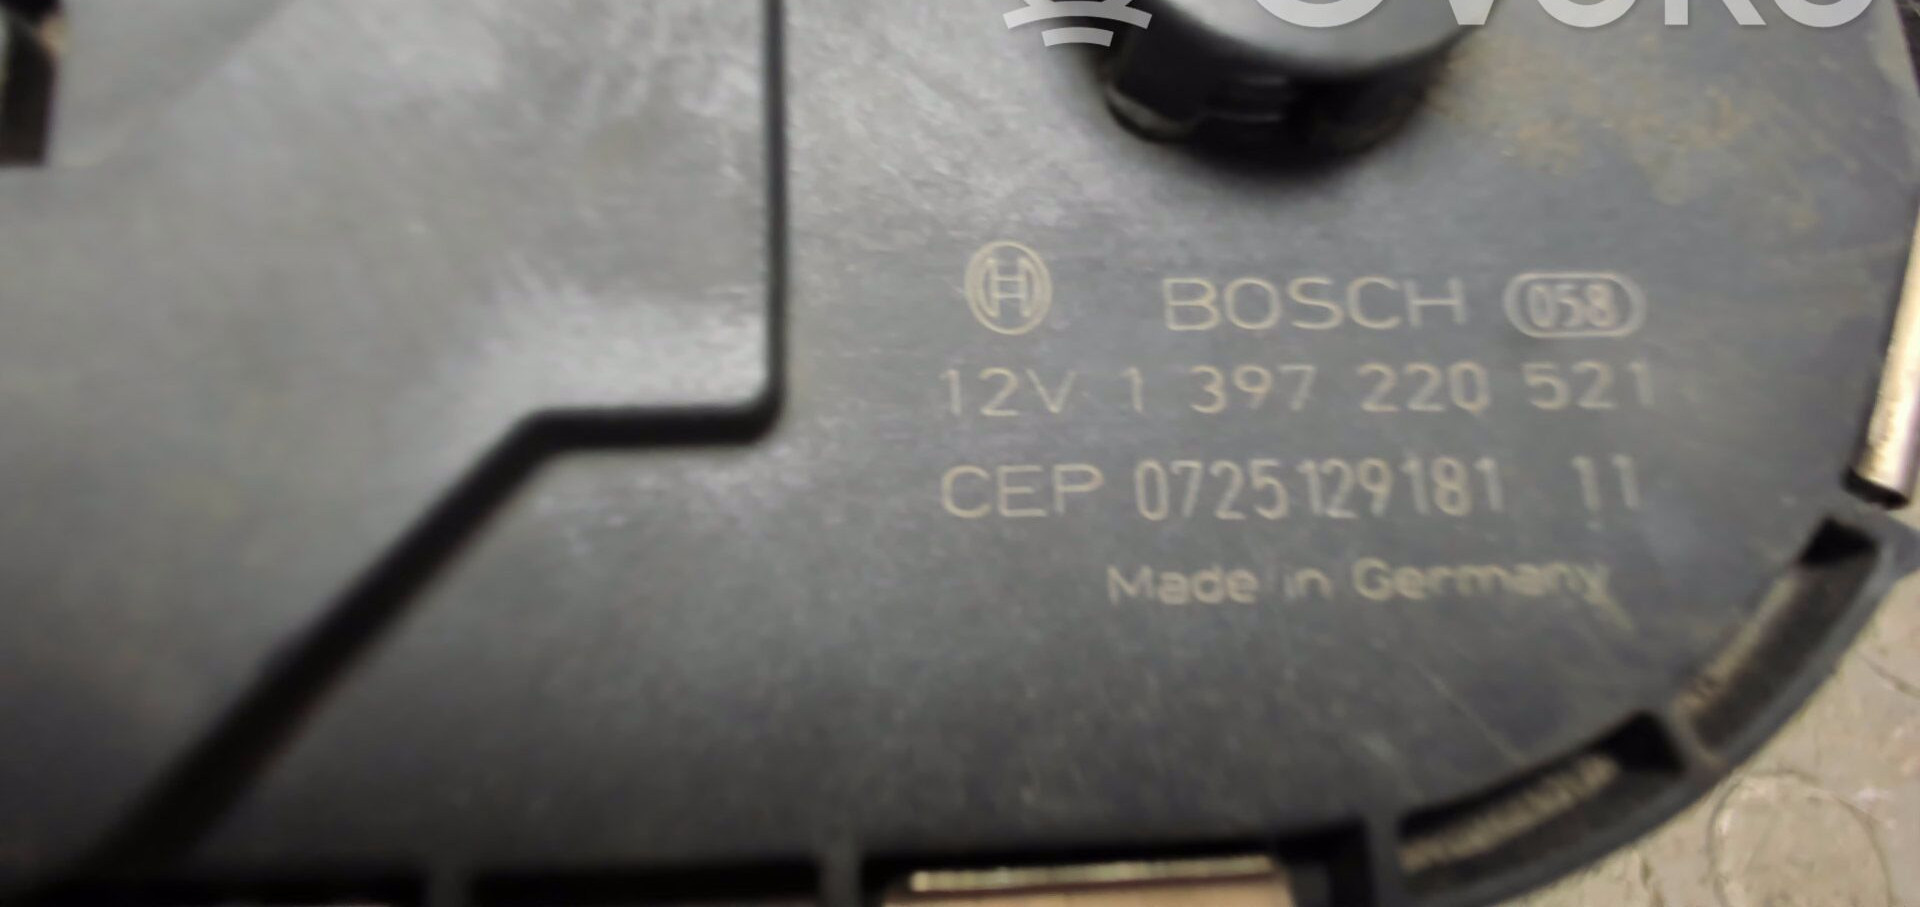 BOSCH 058
12V 1 397 220 521
CEP 0725129181 11
Made in Germany